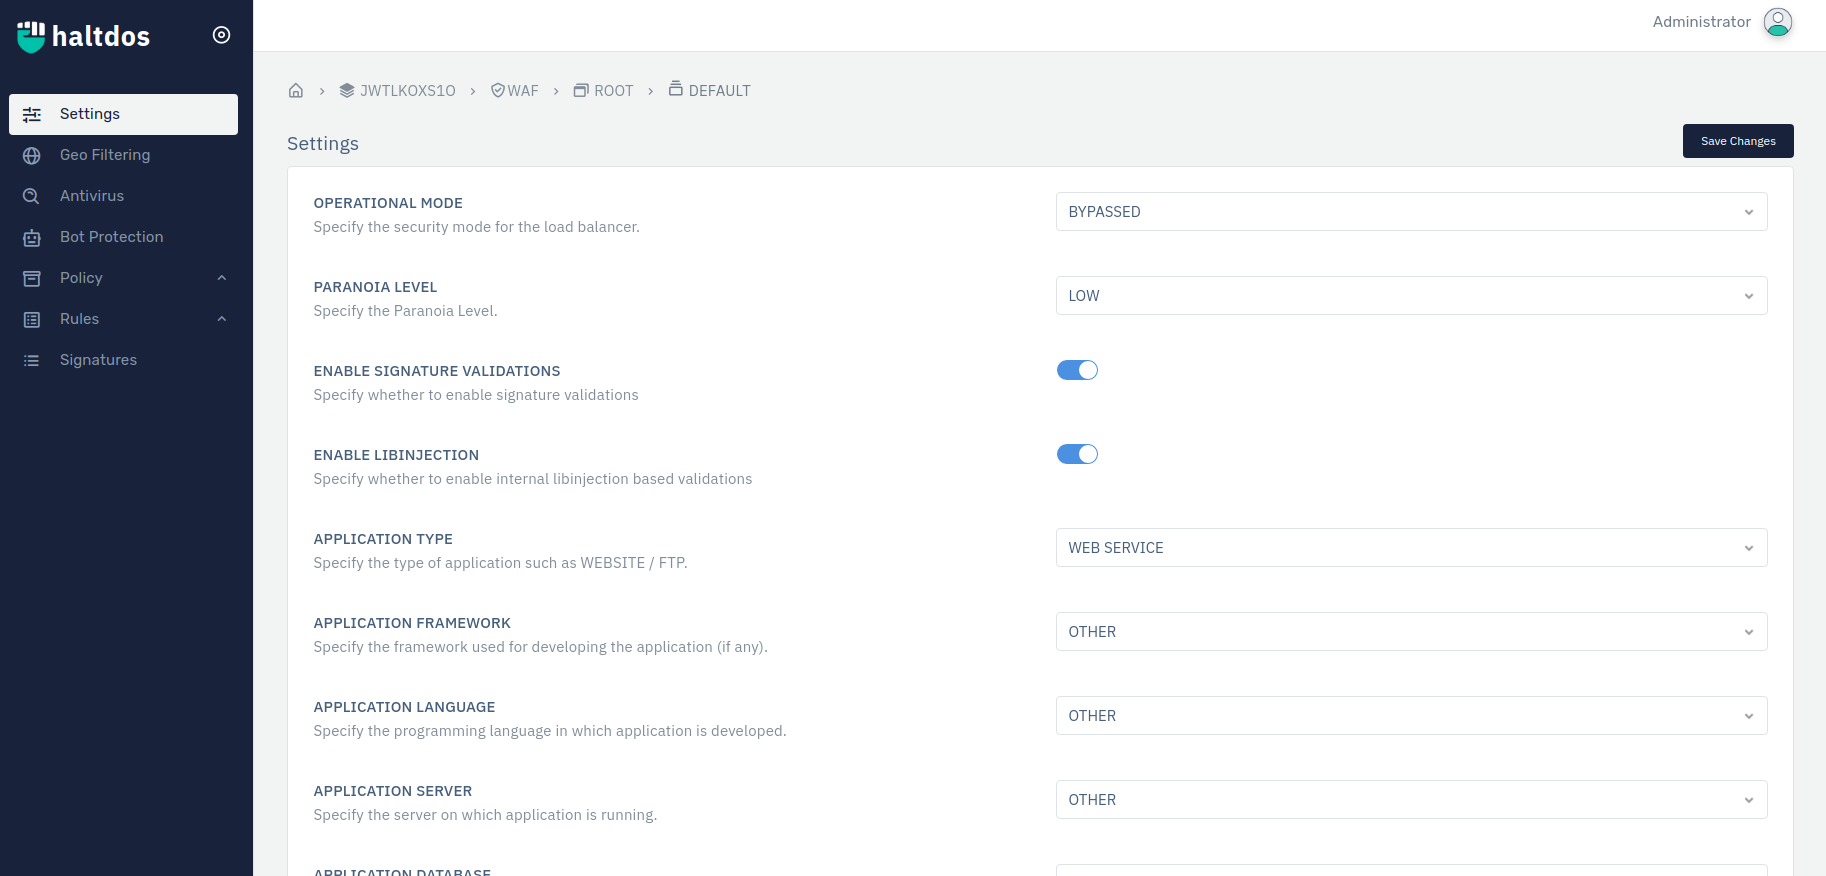 haltdos
Administrator
Settings
Geo Filtering
Antivirus
Bot Protection
Policy
Rules
Signatures
JWTLKOXS1O > WAF > ROOT > DEFAULT
Settings
Save Changes
OPERATIONAL MODE
Specify the security mode for the load balancer.
BYPASSED
PARANOIA LEVEL
Specify the Paranoia Level.
LOW
ENABLE SIGNATURE VALIDATIONS
Specify whether to enable signature validations
ENABLE LIBINJECTION
Specify whether to enable internal libinjection based validations
APPLICATION TYPE
Specify the type of application such as WEBSITE / FTP.
WEB SERVICE
APPLICATION FRAMEWORK
Specify the framework used for developing the application (if any).
OTHER
APPLICATION LANGUAGE
Specify the programming language in which application is developed.
OTHER
APPLICATION SERVER
Specify the server on which application is running.
OTHER
APPLICATION DATABASE